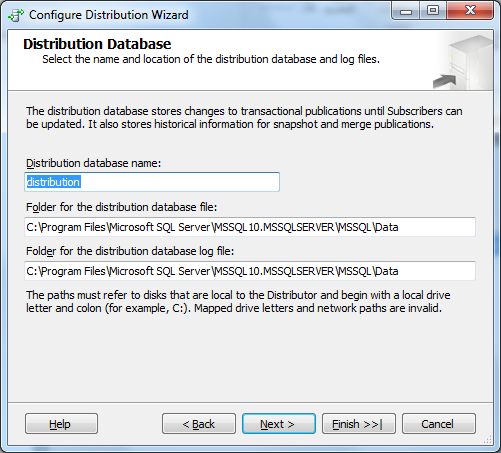 Configure Distribution Wizard
Distribution Database
Select the name and location of the distribution database and log files.
The distribution database stores changes to transactional publications until Subscribers can
be updated. It also stores historical information for snapshot and merge publications.
Distribution database name:
distribution
Folder for the distribution database file:
C:\Program Files\Microsoft SQL Server\MSSQL10.MSSQLSERVER\MSSQL\Data
Folder for the distribution database log file:
C:\Program Files\Microsoft SQL Server\MSSQL10.MSSQLSERVER\MSSQL\Data
The paths must refer to disks that are local to the Distributor and begin with a local drive
letter and colon (for example, C:). Mapped drive letters and network paths are invalid.
Help < Back Next > Finish >>| Cancel